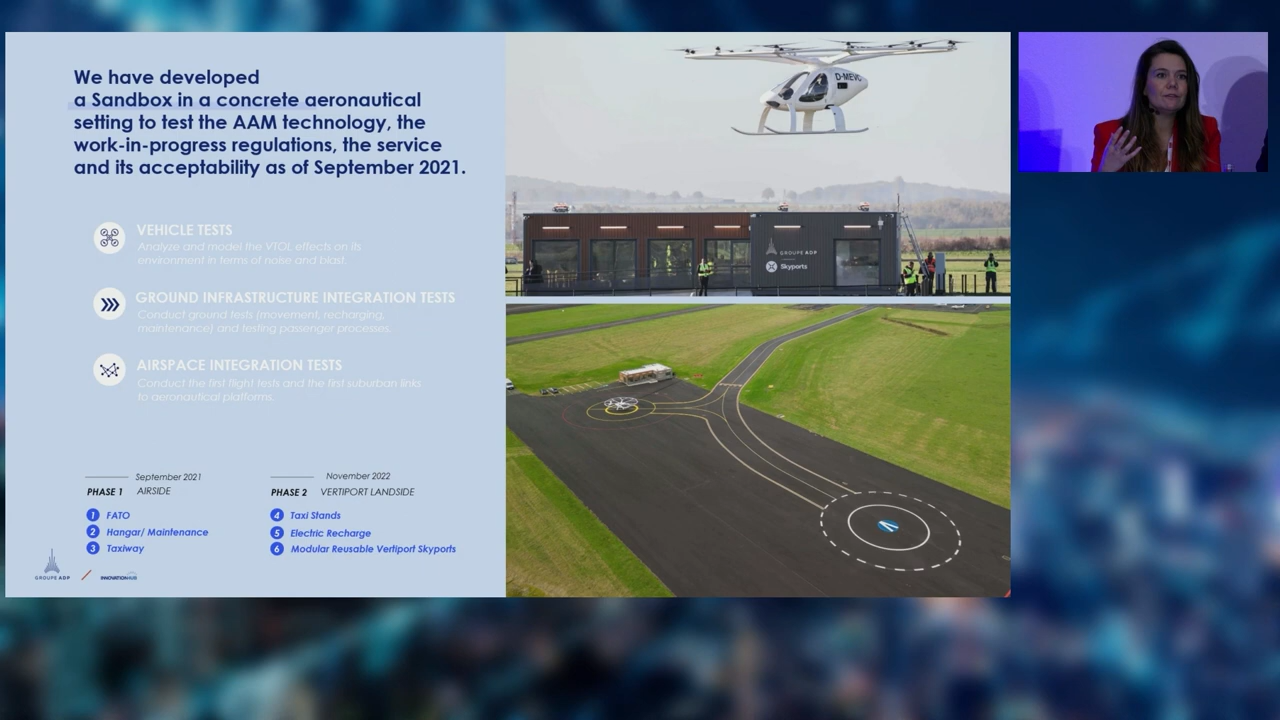 We have developed
a Sandbox in a concrete aeronautical
setting to test the AAM technology, the
work-in-progress regulations, the service
and its acceptability as of September 2021.
VEHICLE TESTS
Analyze and model the VTOL effects on its
environment in terms of noise and blast.
GROUND INFRASTRUCTURE INTEGRATION TESTS
Conduct ground tests (movement, recharging,
maintenance) and testing passenger processes.
AIRSPACE INTEGRATION TESTS
Conduct the first flight tests and the first suburban links
to aeronautical platforms.
September 2021
PHASE 1 AIRSIDE
1 FATO
2 Hangar/ Maintenance
3 Taxiway
November 2022
PHASE 2 VERTIPORT LANDSIDE
4 Taxi Stands
5 Electric Recharge
6 Modular Reusable Vertiport Skyports
GROUPE ADP
INNOVATIONHUB
D-MEVC
GROUPE ADP
Skyports